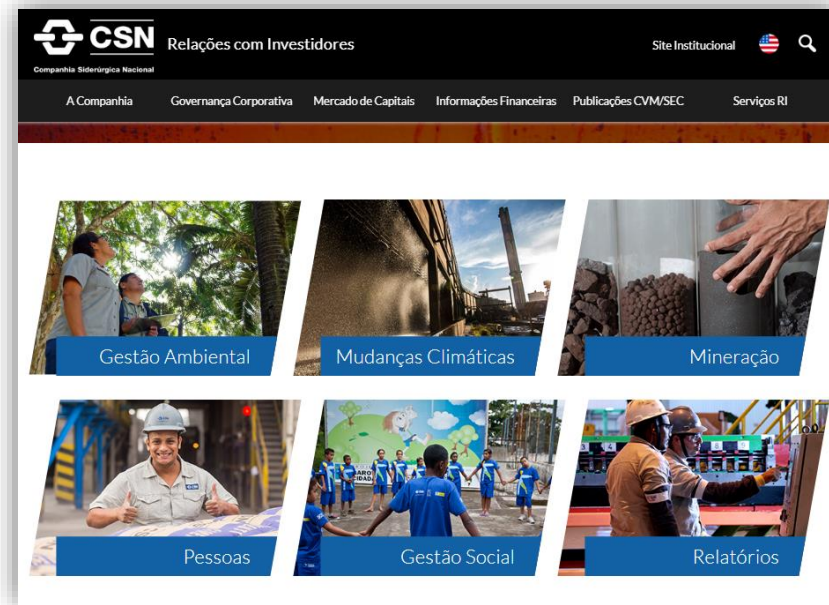 CSN
Companhia Siderúrgica Nacional
Relações com Investidores
Site Institucional
A Companhia
Governança Corporativa
Mercado de Capitais
Informações Financeiras
Publicações CVM/SEC
Serviços RI
Gestão Ambiental
Mudanças Climáticas
Mineração
Pessoas
Gestão Social
Relatórios